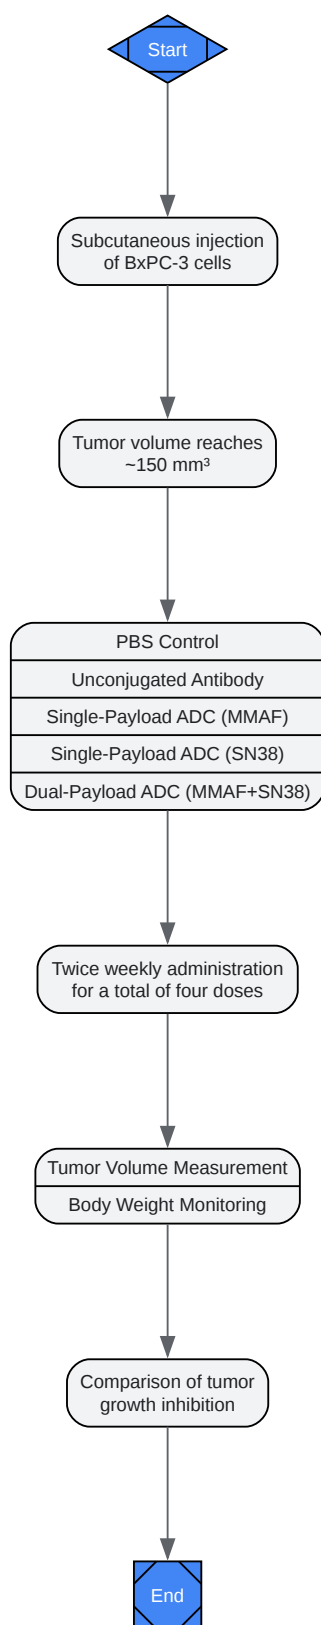 Start
Subcutaneous injection
of BxPC-3 cells
Tumor volume reaches
~150 mm³
PBS Control
Unconjugated Antibody
Single-Payload ADC (MMAF)
Single-Payload ADC (SN38)
Dual-Payload ADC (MMAF+SN38)
Twice weekly administration
for a total of four doses
Tumor Volume Measurement
Body Weight Monitoring
Comparison of tumor
growth inhibition
End